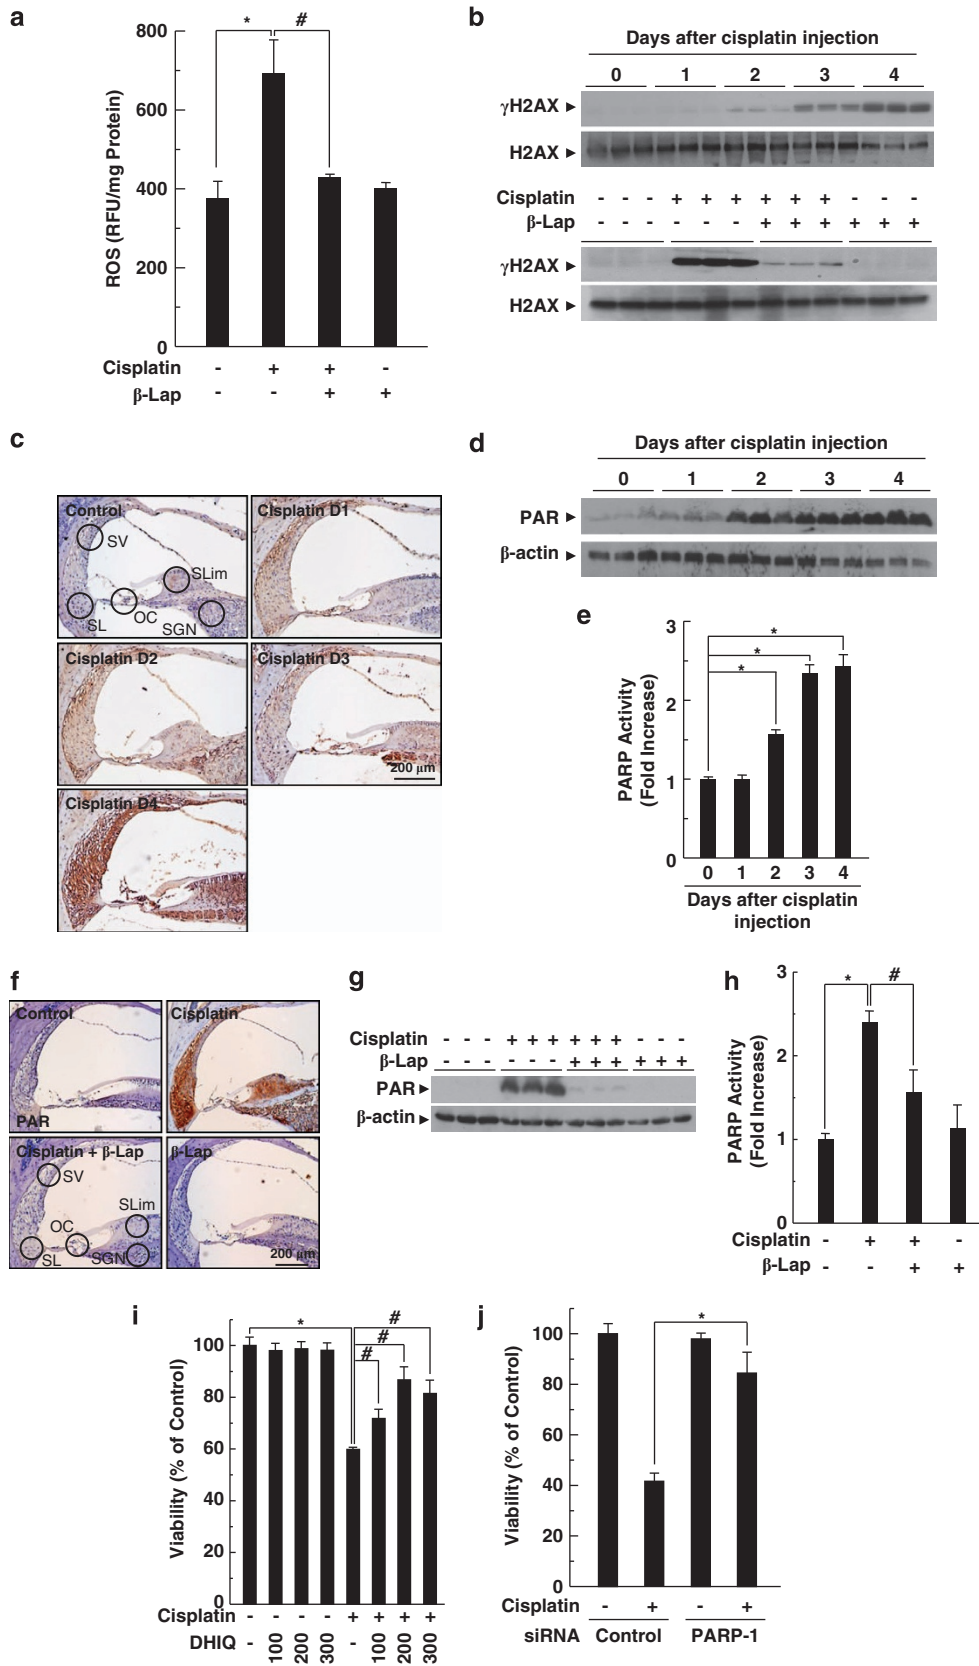 a
800
600
400
200
0
ROS (RFU/mg Protein)
* #
Cisplatin - + + -
β-Lap - - + +
b
Days after cisplatin injection
0 1 2 3 4
γH2AX
H2AX
Cisplatin - - - + + + + + + - - -
β-Lap - - - - - - + + + + + +
γH2AX
H2AX
c
Control
SV
SLim
SL
OC
SGN
Cisplatin D1
Cisplatin D2
Cisplatin D3
200 μm
Cisplatin D4
d
Days after cisplatin injection
0 1 2 3 4
PAR
β-actin
e
3
2
1
0
PARP Activity
(Fold Increase)
*
*
*
0 1 2 3 4
Days after cisplatin
injection
f
Control
PAR
Cisplatin
Cisplatin + β-Lap
SV
SLim
OC
SL
SGN
β-Lap
200 μm
g
Cisplatin - - - + + + + + + - - -
β-Lap - - - - - - + + + + + +
PAR
β-actin
h
3
2
1
0
PARP Activity
(Fold Increase)
* #
Cisplatin - + + -
β-Lap - - + +
i
100
80
60
40
20
0
Viability (% of Control)
* #
#
#
Cisplatin - - - - + + + +
DHIQ - 100 200 300 - 100 200 300
j
100
80
60
40
20
0
Viability (% of Control)
*
Cisplatin - + - +
siRNA Control PARP-1